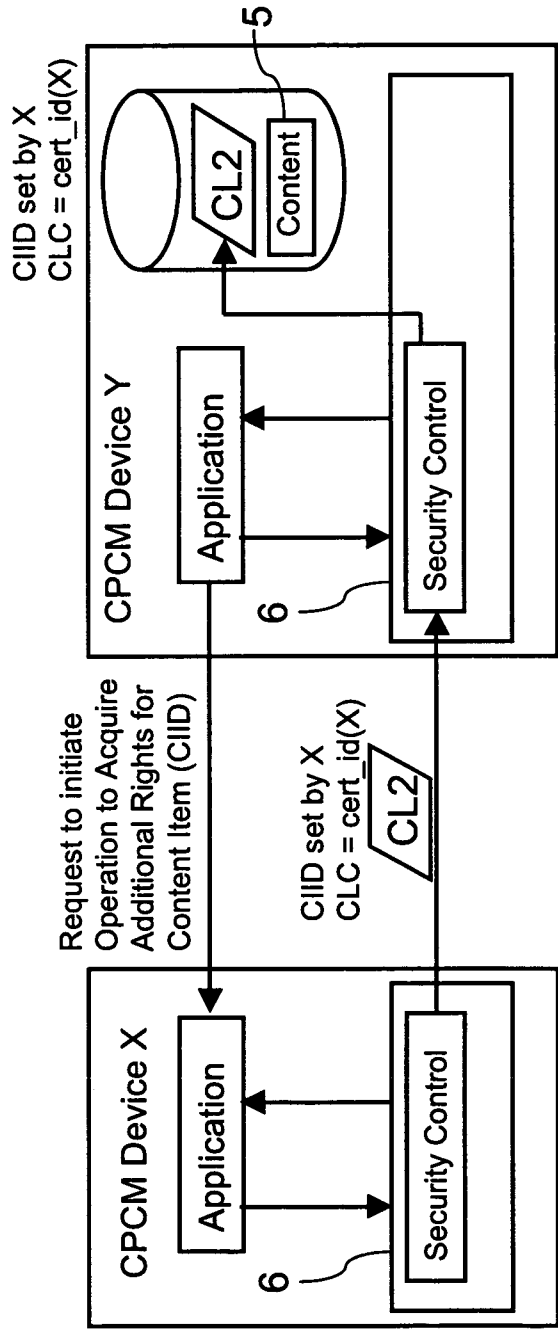 CPCM Device X
Application
6
Security Control
Request to initiate
Operation to Acquire
Additional Rights for
Content Item (CIID)
CIID set by X
CLC = cert_id(X)
CL2
CPCM Device Y
Application
6
Security Control
CIID set by X
CLC = cert_id(X)
CL2
Content
5